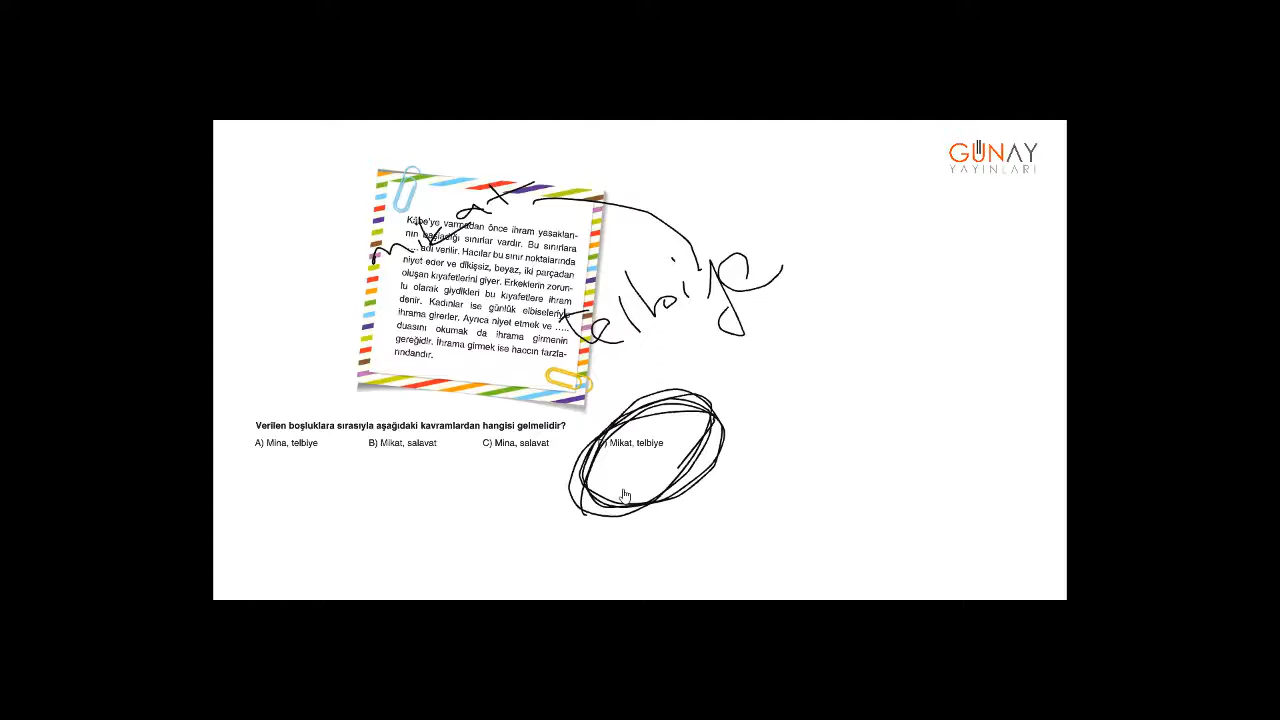 GÜNAY
YAYINLARI
mikat
Kâbe'ye varmadan önce ihram yasakları-
nın başladığı sınırlar vardır. Bu sınırlara
.... adı verilir. Hacılar bu sınır noktalarında
niyet eder ve dikişsiz, beyaz, iki parçadan
oluşan kıyafetlerini giyer. Erkeklerin zorun-
lu olarak giydikleri bu kıyafetlere ihram
denir. Kadınlar ise günlük elbiseleriyle
ihrama girerler. Ayrıca niyet etmek ve .....
duasını okumak da ihrama girmenin
gereğidir. İhrama girmek ise haccın farzla-
rındandır.
telbiye
Verilen boşluklara sırasıyla aşağıdaki kavramlardan hangisi gelmelidir?
A) Mina, telbiye B) Mikat, salavat C) Mina, salavat D) Mikat, telbiye